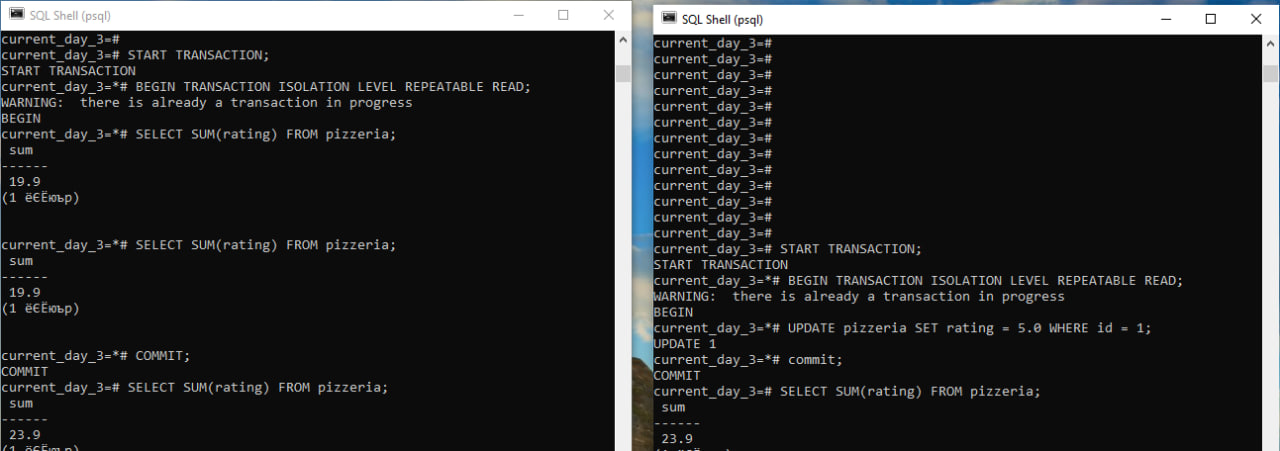 SQL Shell (psql)
current_day_3=#
current_day_3=# START TRANSACTION;
START TRANSACTION
current_day_3=*# BEGIN TRANSACTION ISOLATION LEVEL REPEATABLE READ;
WARNING:  there is already a transaction in progress
BEGIN
current_day_3=*# SELECT SUM(rating) FROM pizzeria;
sum
------
19.9
(1 ёЄЁюър)
current_day_3=*# SELECT SUM(rating) FROM pizzeria;
sum
------
19.9
(1 ёЄЁюър)
current_day_3=*# COMMIT;
COMMIT
current_day_3=# SELECT SUM(rating) FROM pizzeria;
sum
------
23.9
SQL Shell (psql)
current_day_3=#
current_day_3=#
current_day_3=#
current_day_3=#
current_day_3=#
current_day_3=#
current_day_3=#
current_day_3=#
current_day_3=#
current_day_3=#
current_day_3=#
current_day_3=#
current_day_3=#
current_day_3=# START TRANSACTION;
START TRANSACTION
current_day_3=*# BEGIN TRANSACTION ISOLATION LEVEL REPEATABLE READ;
WARNING:  there is already a transaction in progress
BEGIN
current_day_3=*# UPDATE pizzeria SET rating = 5.0 WHERE id = 1;
UPDATE 1
current_day_3=*# commit;
COMMIT
current_day_3=# SELECT SUM(rating) FROM pizzeria;
sum
------
23.9